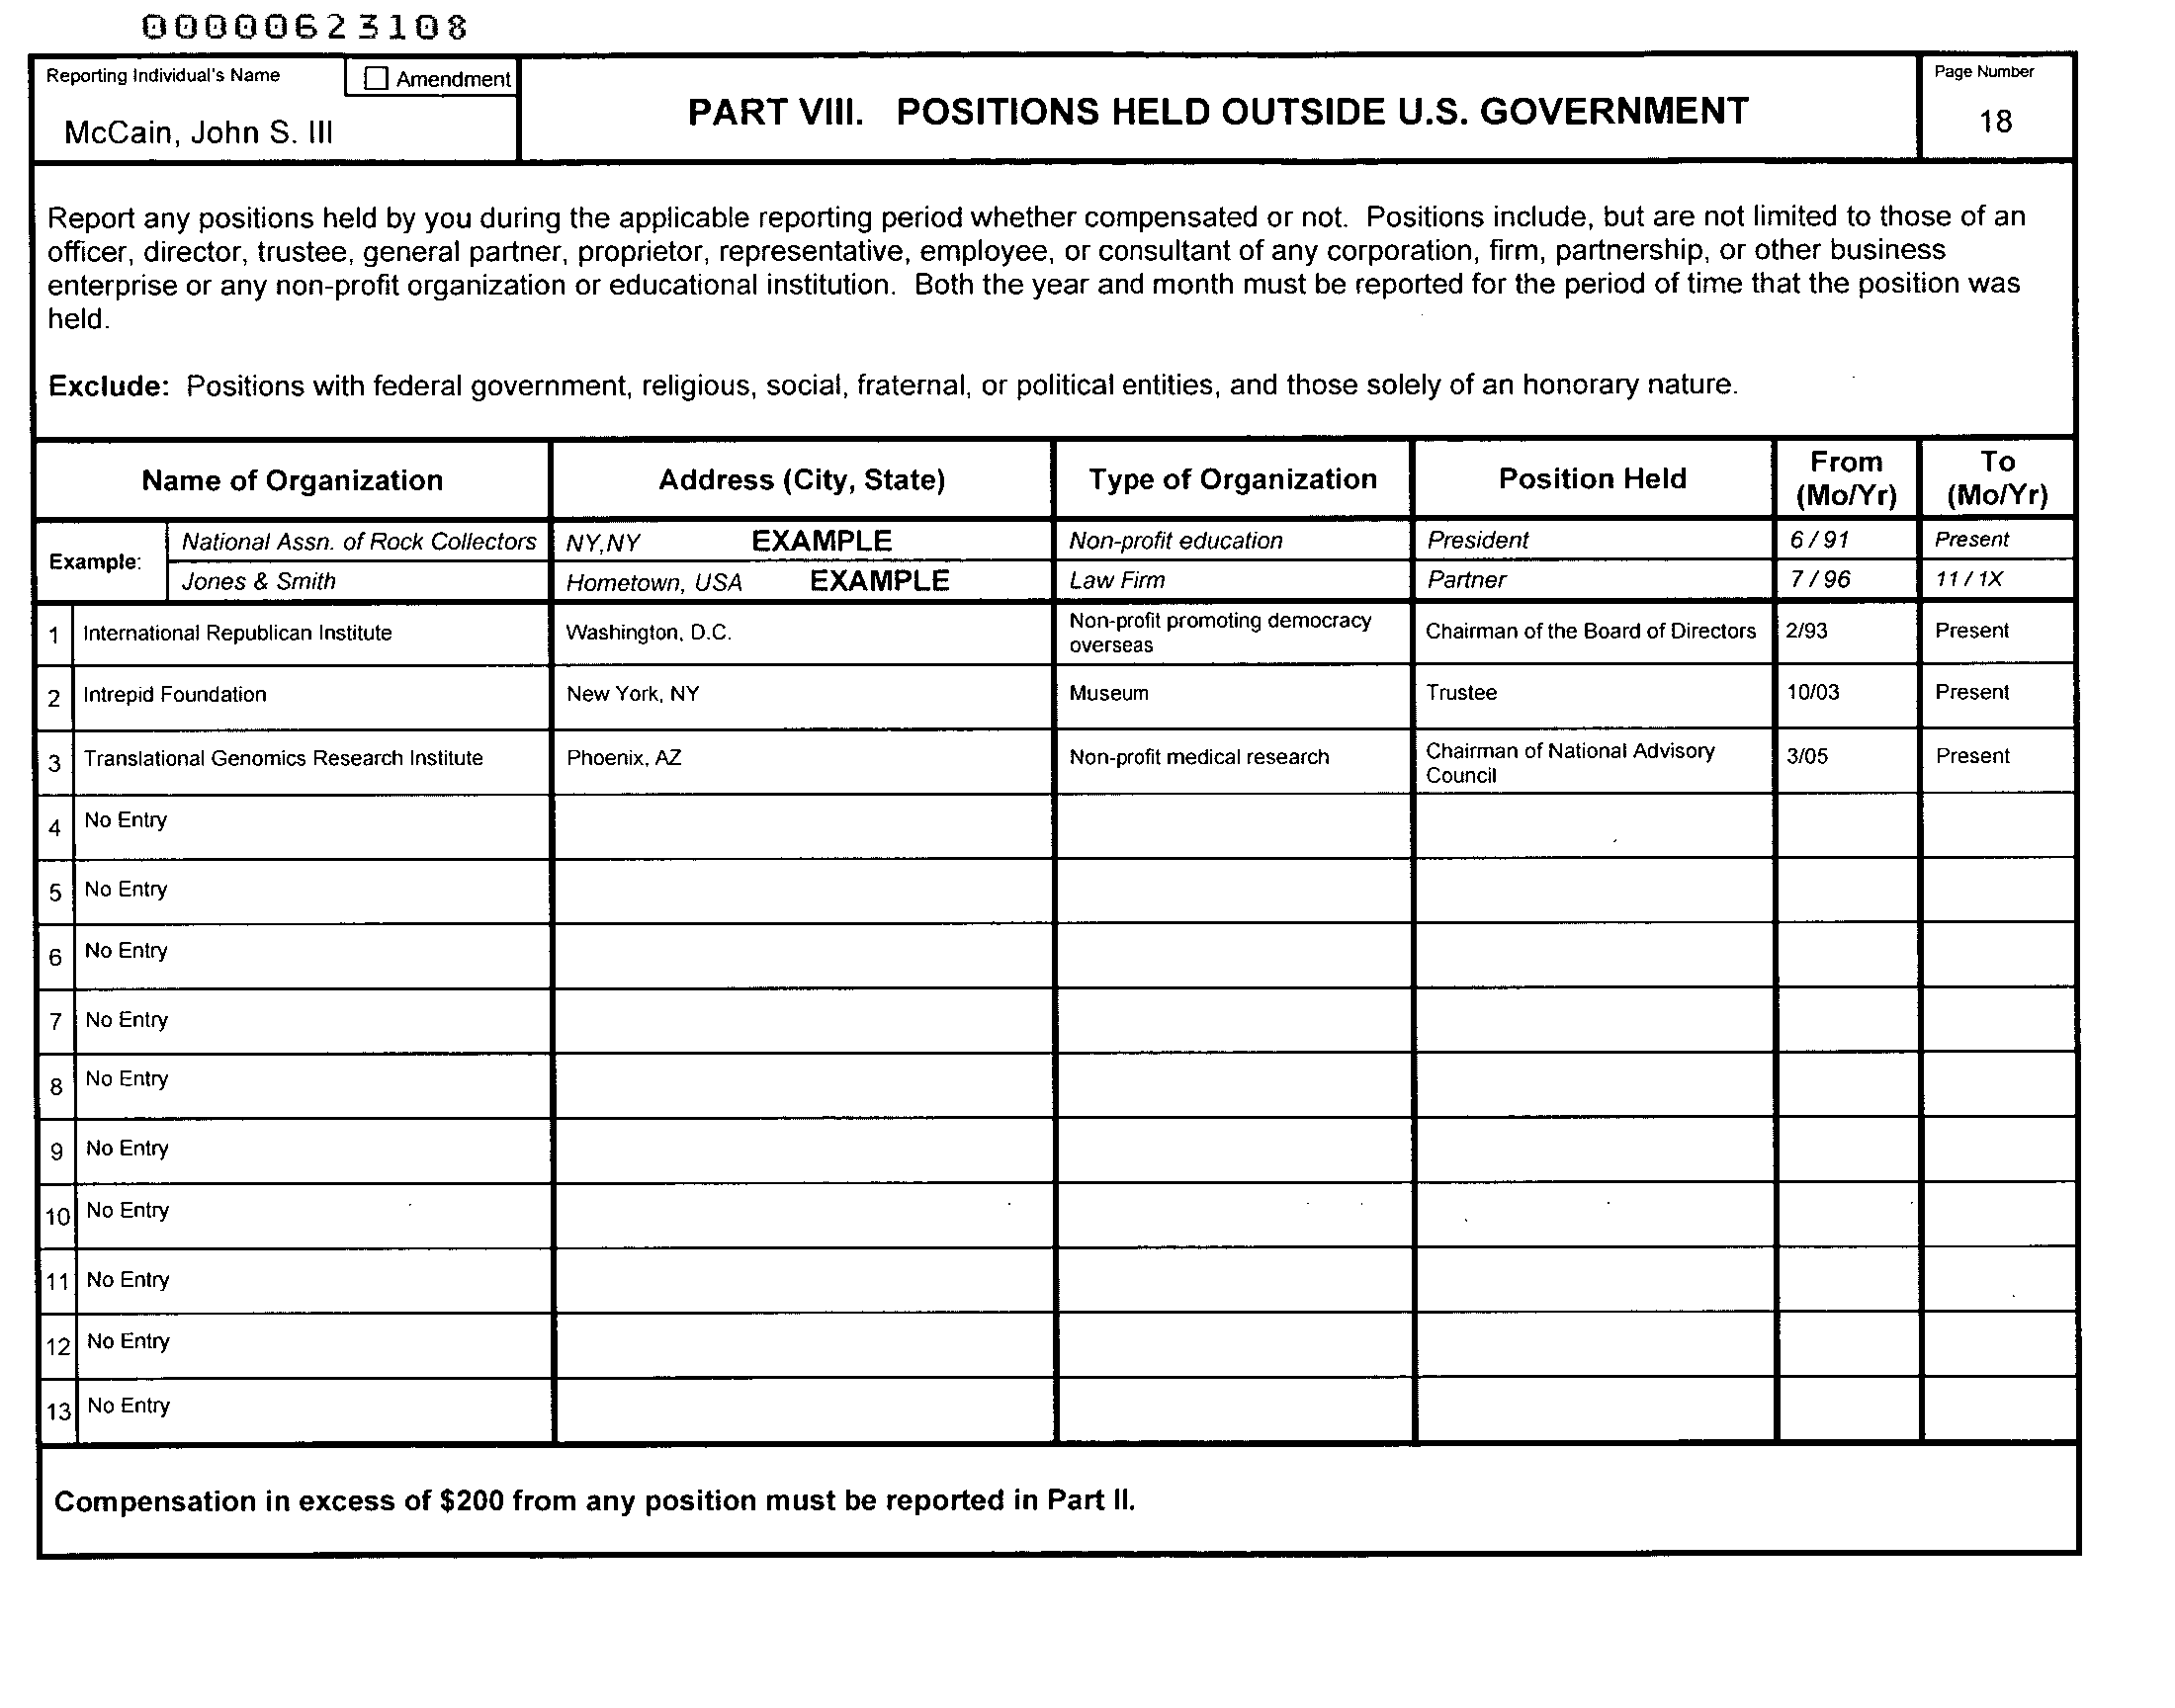 00000623108
Reporting Individual's Name
Amendment
McCain, John S. III
PART VIII. POSITIONS HELD OUTSIDE U.S. GOVERNMENT
Page Number
18
Report any positions held by you during the applicable reporting period whether compensated or not. Positions include, but are not limited to those of an
officer, director, trustee, general partner, proprietor, representative, employee, or consultant of any corporation, firm, partnership, or other business
enterprise or any non-profit organization or educational institution. Both the year and month must be reported for the period of time that the position was
held.
Exclude: Positions with federal government, religious, social, fraternal, or political entities, and those solely of an honorary nature.
Name of Organization Address (City, State) Type of Organization Position Held From (Mo/Yr) To (Mo/Yr)
Example:
National Assn. of Rock Collectors NY,NY EXAMPLE Non-profit education President 6 / 91 Present
Jones & Smith Hometown, USA EXAMPLE Law Firm Partner 7 / 96 11 / 1X
1 International Republican Institute Washington, D.C. Non-profit promoting democracy overseas Chairman of the Board of Directors 2/93 Present
2 Intrepid Foundation New York, NY Museum Trustee 10/03 Present
3 Translational Genomics Research Institute Phoenix, AZ Non-profit medical research Chairman of National Advisory Council 3/05 Present
4 No Entry
5 No Entry
6 No Entry
7 No Entry
8 No Entry
9 No Entry
10 No Entry
11 No Entry
12 No Entry
13 No Entry
Compensation in excess of $200 from any position must be reported in Part II.